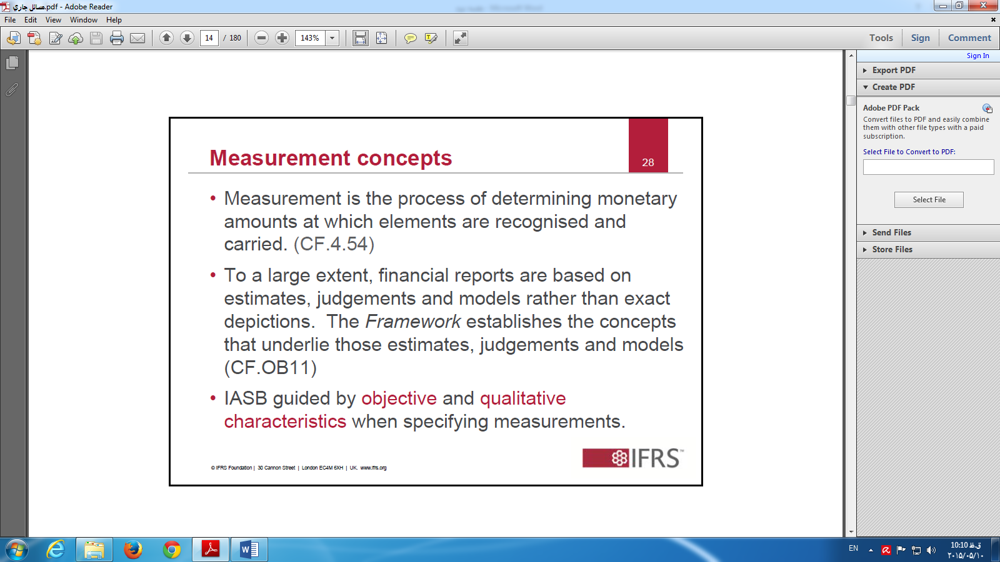 مسائل جاري.pdf - Adobe Reader
File Edit View Window Help
14 / 180 143% Tools Sign Comment
Sign In
Export PDF
Create PDF
Adobe PDF Pack
Convert files to PDF and easily combine
them with other file types with a paid
subscription.
Select File to Convert to PDF:
Select File
Send Files
Store Files
Measurement concepts
28
• Measurement is the process of determining monetary
amounts at which elements are recognised and
carried. (CF.4.54)
• To a large extent, financial reports are based on
estimates, judgements and models rather than exact
depictions. The Framework establishes the concepts
that underlie those estimates, judgements and models
(CF.OB11)
• IASB guided by objective and qualitative
characteristics when specifying measurements.
IFRS™
© IFRS Foundation | 30 Cannon Street | London EC4M 6XH | UK. www.ifrs.org
EN
10:10 ق.ظ
۲۰۱۵/۰۵/۱۰